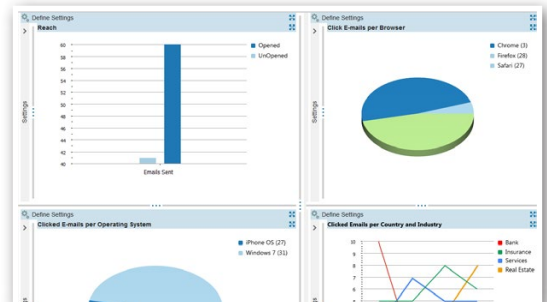 Define Settings
Reach
60
58
56
54
52
50
48
46
44
42
40
Emails Sent
Opened
UnOpened
Settings
Define Settings
Click E-mails per Browser
Chrome (3)
Firefox (28)
Safari (27)
Settings
Define Settings
Clicked E-mails per Operating System
iPhone OS (27)
Windows 7 (31)
Define Settings
Clicked Emails per Country and Industry
10
9
8
7
6
Bank
Insurance
Services
Real Estate